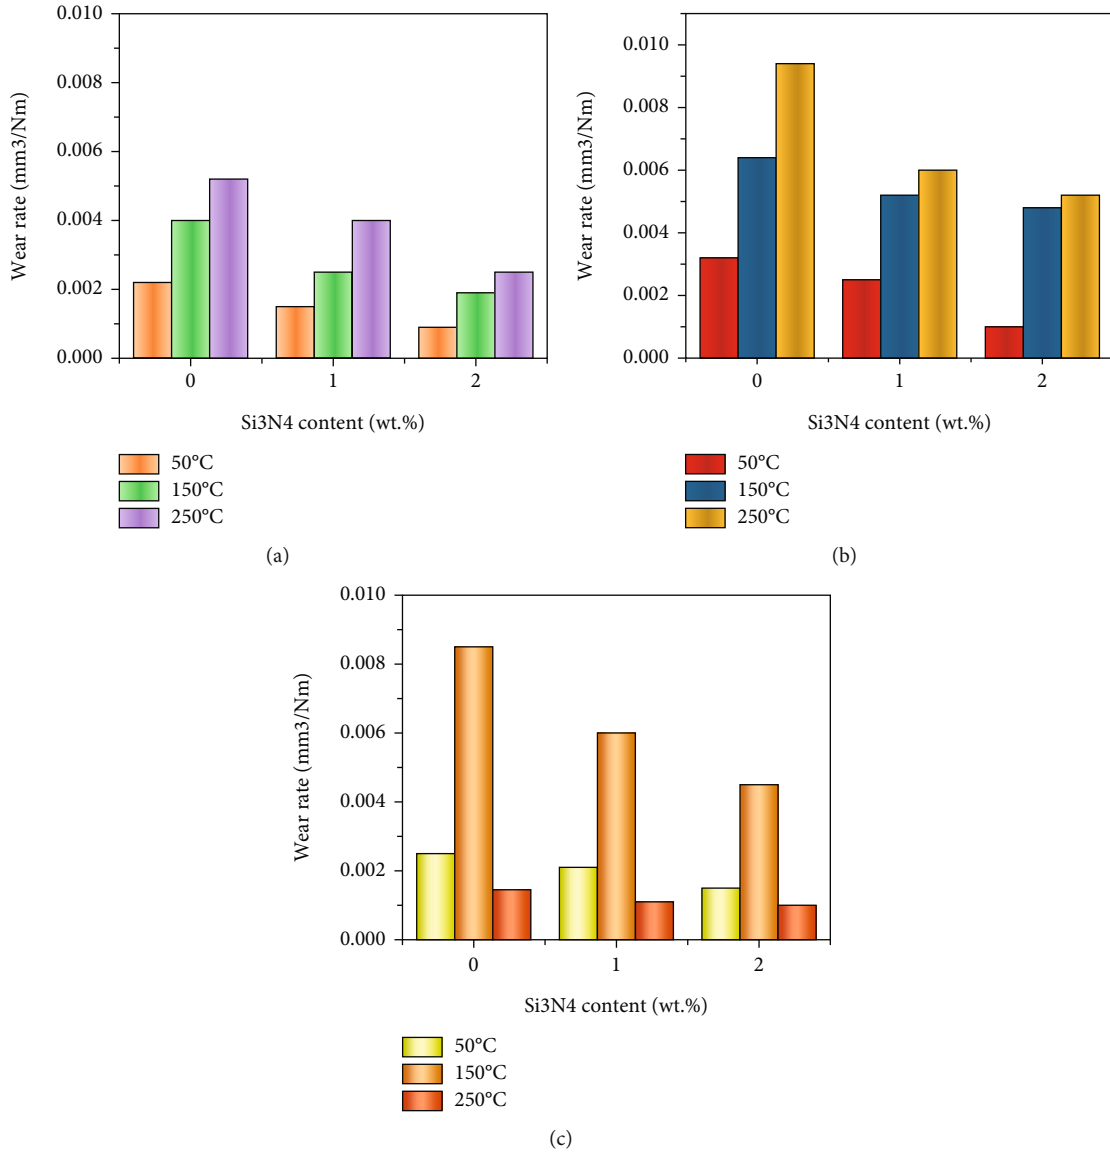 0.010
0.008
0.006
0.004
0.002
0.000
Wear rate (mm3/Nm)
0 1 2
Si3N4 content (wt.%)
50°C
150°C
250°C
(a)
0.010
0.008
0.006
0.004
0.002
0.000
Wear rate (mm3/Nm)
0 1 2
Si3N4 content (wt.%)
50°C
150°C
250°C
(b)
0.010
0.008
0.006
0.004
0.002
0.000
Wear rate (mm3/Nm)
0 1 2
Si3N4 content (wt.%)
50°C
150°C
250°C
(c)